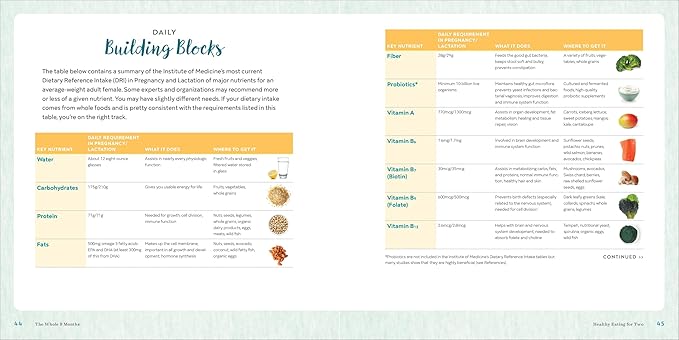 DAILY
Building Blocks
The table below contains a summary of the Institute of Medicine's most current
Dietary Reference Intake (DRI) in Pregnancy and Lactation of major nutrients for an
average-weight adult female. Some experts and organizations may recommend more
or less of a given nutrient. You may have slightly different needs. If your dietary
intake comes from whole foods and is pretty consistent with the requirements listed in this
table, you're on the right track.
KEY NUTRIENT
DAILY REQUIREMENT
IN PREGNANCY/
LACTATION
WHAT IT DOES
WHERE TO GET IT
Water
About 12 eight-ounce
glasses
Assists in nearly every physiologic
function
Fresh fruits and veggies
filtered water stored
in glass
Carbohydrates
175g/210g
Gives you usable energy for life
Fruits, vegetables,
whole grains
Protein
71g/71g
Needed for growth, cell division,
immune function
Nuts, seeds, legumes,
whole grains, organic
dairy products, eggs,
meats, wild fish
Fats
500mg omega-3 fatty acids:
EPA and DHA (at least 300mg
of this from DHA)
Makes up the cell membrane,
important in all growth and devel-
opment, hormone synthesis
Nuts, seeds, avocado,
coconut, wild fatty fish,
organic eggs
44
The Whole 9 Months
KEY NUTRIENT
DAILY REQUIREMENT
IN PREGNANCY/
LACTATION
WHAT IT DOES
WHERE TO GET IT
Fiber
28g/29g
Feeds the good gut bacteria,
keeps stool soft and bulky,
prevents constipation
A variety of fruits, vege-
tables, whole grains
Probiotics*
Minimum 10 billion live
organisms
Maintains healthy gut microflora,
prevents yeast infections and bac-
terial vaginosis, improves digestion
and immune system function
Cultured and fermented
foods, high-quality
probiotic supplements
Vitamin A
770mcg/1300mcg
Assists in brain development, fat
metabolism, healing and tissue
repair, vision
Carrots, iceberg lettuce,
sweet potatoes, mango,
kale, cantaloupe
Vitamin B6
Involved in brain development and
immune system function
Sunflower seeds,
pistachio nuts, prunes,
wild salmon, bananas,
avocados, chickpeas
Vitamin B7
(Biotin)
30mcg/35mcg
Assists in metabolizing carbs, fats,
and proteins; normal immune func-
tion, healthy hair and skin
Mushrooms, avocados,
Swiss chard, berries,
raw shelled sunflower
seeds, eggs
(Folate)
600mcg/500mcg
Prevents birth defects (especially
related to the nervous system),
needed for cell division
Dark leafy greens (kale,
collards, spinach), whole
grains, legumes
Vitamin B12
2.6mcg/2.8mcg
Helps with brain and nervous
system development, needed to
absorb folate and choline
Tempeh, nutritional yeast,
spirulina, organic eggs,
wild fish
*Probiotics are not included in the Institute of Medicine's Dietary Reference Intake tables but
many studies show that they are highly beneficial (see References).
CONTINUED >>
Healthy Eating for Two
45